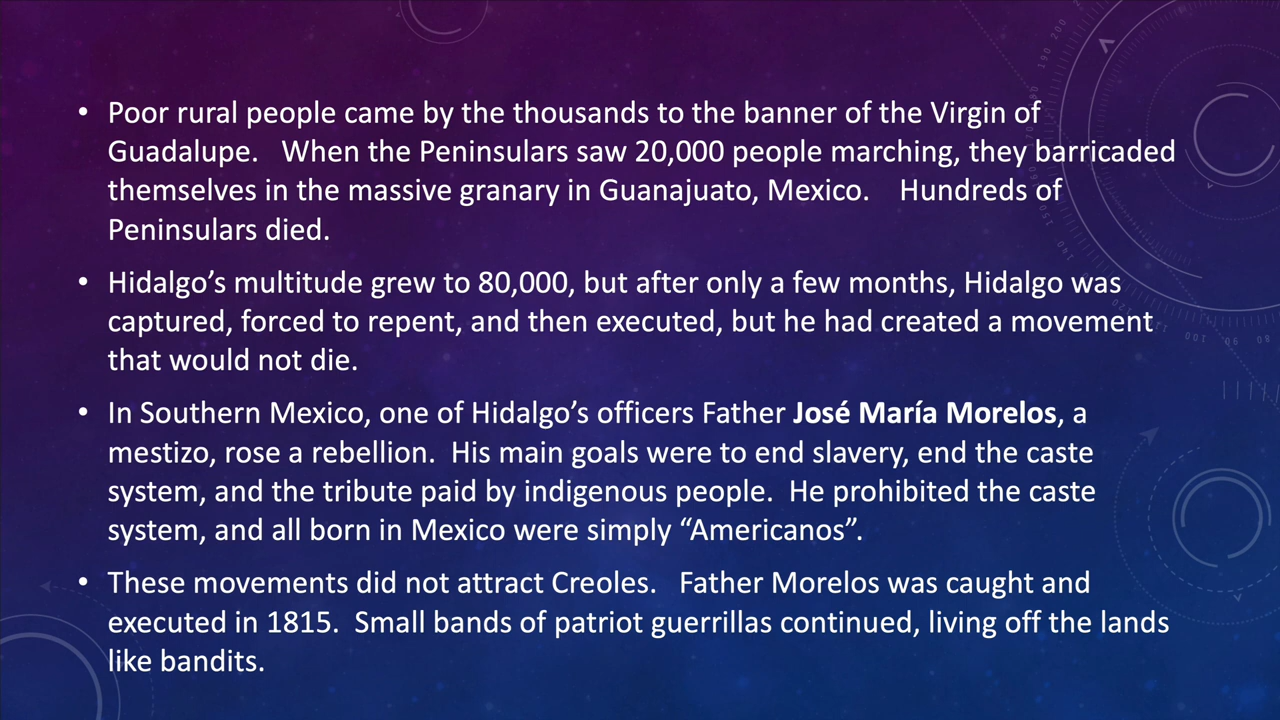 • Poor rural people came by the thousands to the banner of the Virgin of
Guadalupe. When the Peninsulars saw 20,000 people marching, they barricaded
themselves in the massive granary in Guanajuato, Mexico. Hundreds of
Peninsulars died.
• Hidalgo’s multitude grew to 80,000, but after only a few months, Hidalgo was
captured, forced to repent, and then executed, but he had created a movement
that would not die.
• In Southern Mexico, one of Hidalgo’s officers Father José María Morelos, a
mestizo, rose a rebellion. His main goals were to end slavery, end the caste
system, and the tribute paid by indigenous people. He prohibited the caste
system, and all born in Mexico were simply “Americanos”.
• These movements did not attract Creoles. Father Morelos was caught and
executed in 1815. Small bands of patriot guerrillas continued, living off the lands
like bandits.